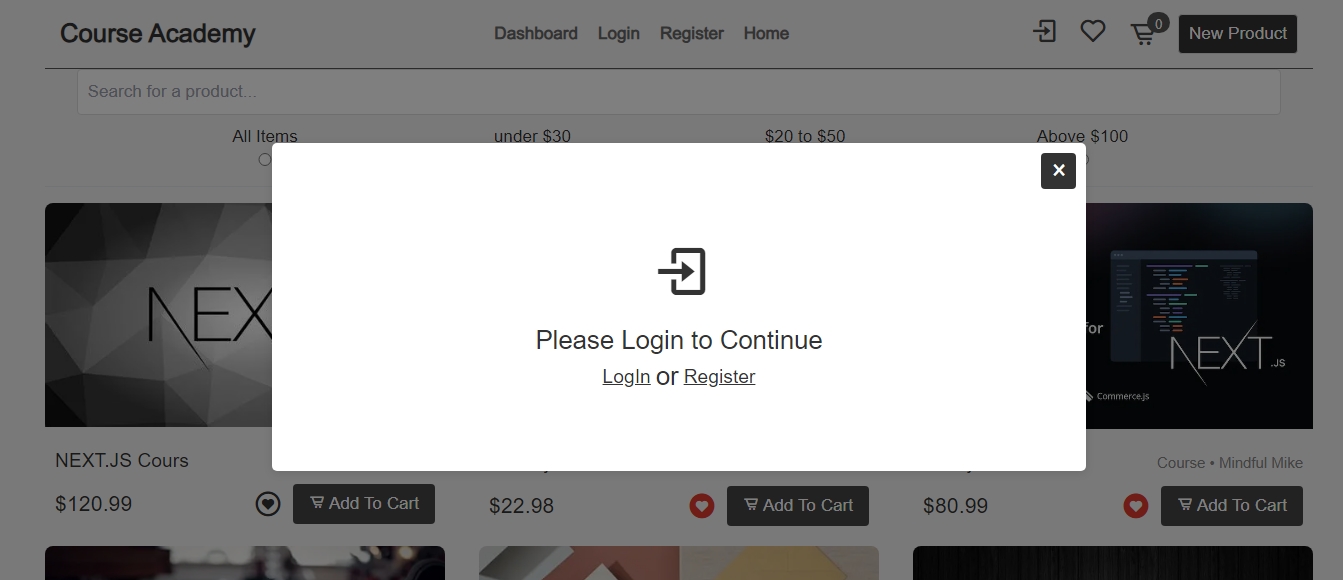 Course Academy
Dashboard Login Register Home
0
New Product
Search for a product...
All Items under $30 $20 to $50 Above $100
×
Please Login to Continue
LogIn or Register
NEX
for
NEXT.JS
Commerce.js
NEXT.JS Cours
Course • Mindful Mike
$120.99 Add To Cart
$22.98 Add To Cart
$80.99 Add To Cart